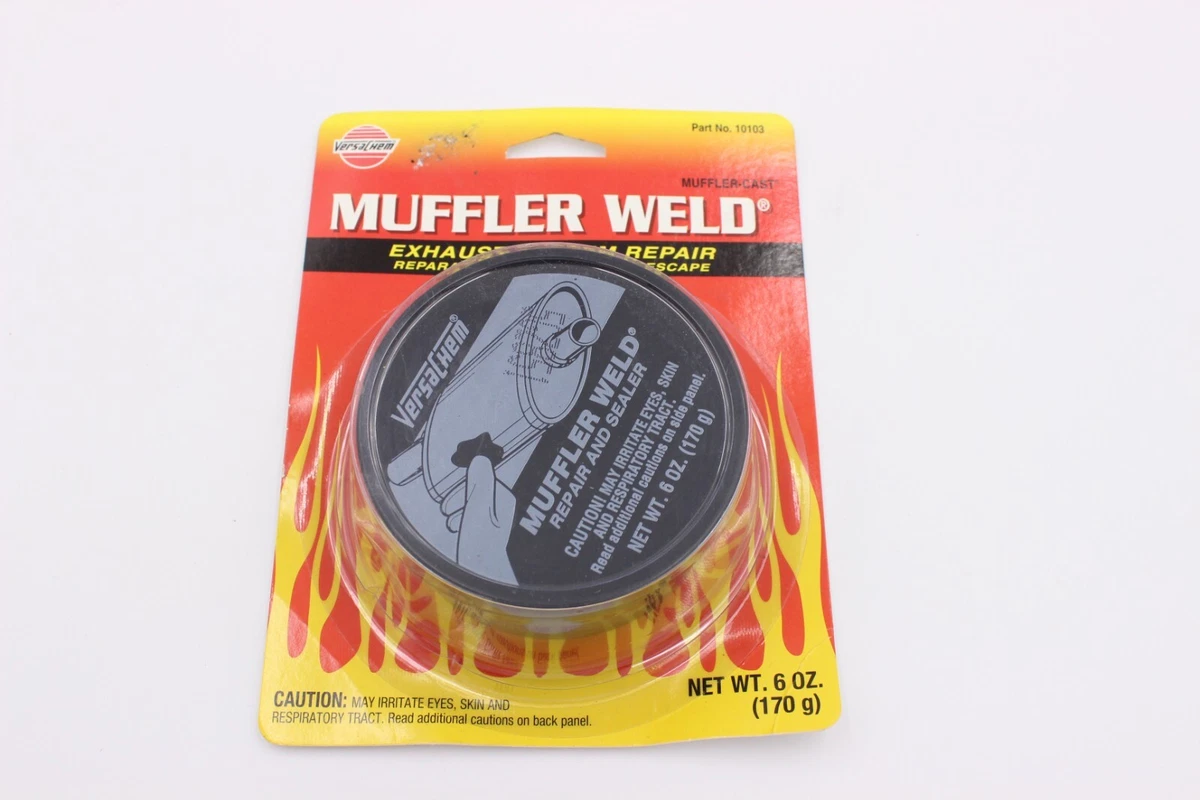 VERSACHEM
Part No. 10103
MUFFLER-CAST
MUFFLER WELD®
EXHAUST REPAIR
VERSACHEM®
MUFFLER WELD®
REPAIR AND SEALER
CAUTION! MAY IRRITATE EYES, SKIN
AND RESPIRATORY TRACT.
Read additional cautions on side panel.
NET WT. 6 OZ. (170 g)
CAUTION: MAY IRRITATE EYES, SKIN AND
RESPIRATORY TRACT. Read additional cautions on back panel.
NET WT. 6 OZ.
(170 g)